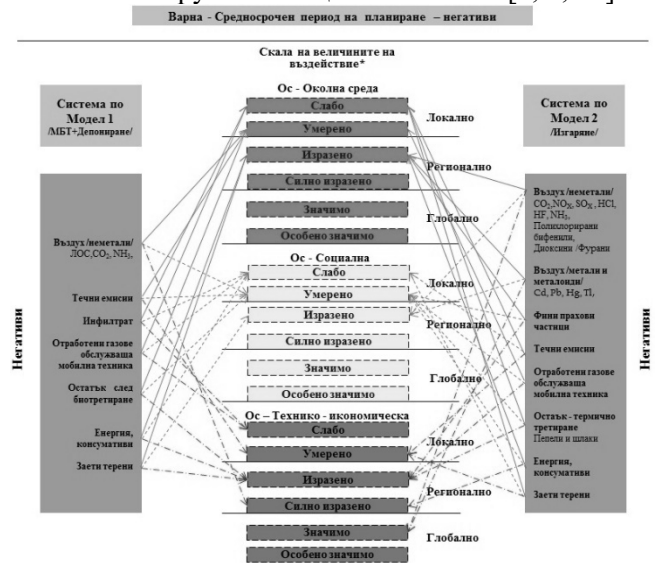 Варна - Средносрочен период на планиране – негативи
Скала на величините на
въздействие*
Ос - Околна среда
Система по
Модел 1
/МБТ+Депониране/
Система по
Модел 2
/Изгаряне/
Слабо
Умерено
Изразено
Силно изразено
Значимо
Особено значимо
Локално
Регионално
Глобално
Ос - Социална
Слабо
Умерено
Изразено
Силно изразено
Значимо
Особено значимо
Локално
Регионално
Глобално
Ос – Технико - икономическа
Слабо
Умерено
Изразено
Силно изразено
Значимо
Особено значимо
Локално
Регионално
Глобално
Негативи
Въздух /неметали/
ЛОС,CO₂, NH₃,
Течни емисии
Инфилтрат
Отработени газове
обслужваща
мобилна техника
Остатък след
биотретиране
Енергия,
консумативи
Заети терени
Въздух /неметали/
CO₂,NOₓ, SOₓ , HCl,
HF, NH₃,
Полихлорирани
бифенили,
Диоксини /Фурани
Въздух /метали и
металоиди/
Cd, Pb, Hg, Tl,
Фини прахови
частици
Течни емисии
Отработени газове
обслужваща
мобилна техника
Остаък - термично
третиране
Пепели и шлаки
Енергия,
консумативи
Заети терени
Негативи